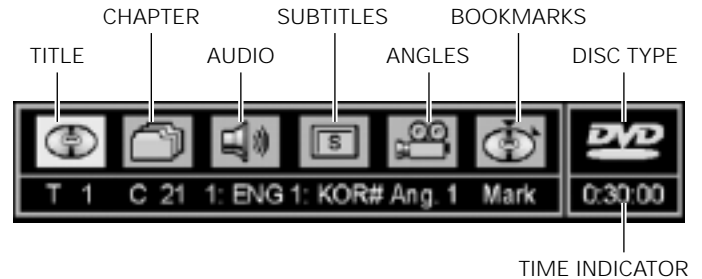 CHAPTER SUBTITLES BOOKMARKS
TITLE AUDIO ANGLES DISC TYPE
S DVD
T 1 C 21 1: ENG 1: KOR# Ang. 1 Mark 0:30:00
TIME INDICATOR